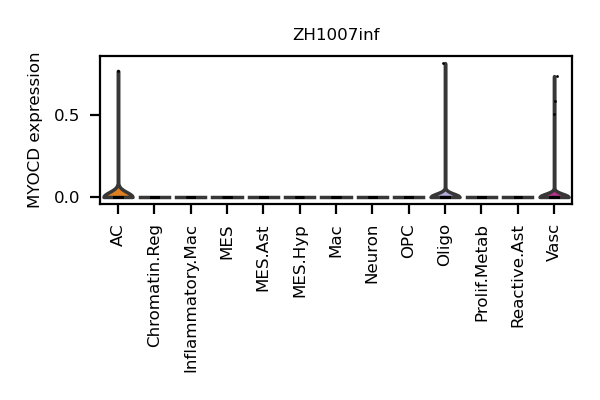 ZH1007inf
MYOCD expression
0.5
0.0
AC
Chromatin.Reg
Inflammatory.Mac
MES
MES.Ast
MES.Hyp
Mac
Neuron
OPC
Oligo
Prolif.Metab
Reactive.Ast
Vasc